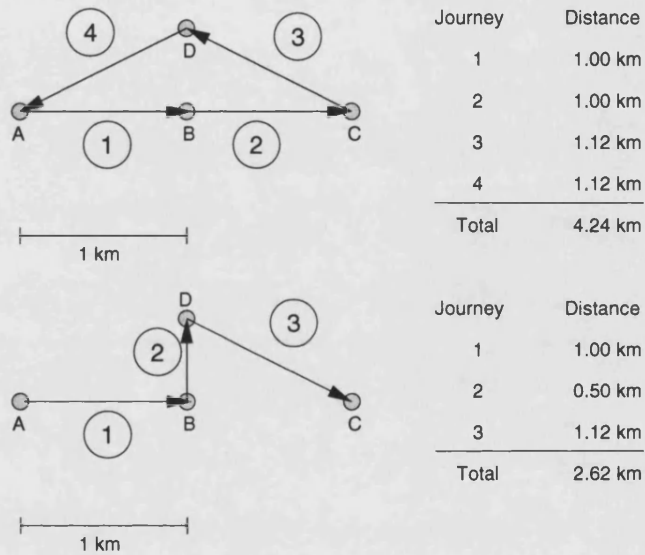 4
3
D
A
B
C
1
2
1 km
Journey Distance
1 1.00 km
2 1.00 km
3 1.12 km
4 1.12 km
Total 4.24 km
D
3
2
A
B
C
1
1 km
Journey Distance
1 1.00 km
2 0.50 km
3 1.12 km
Total 2.62 km